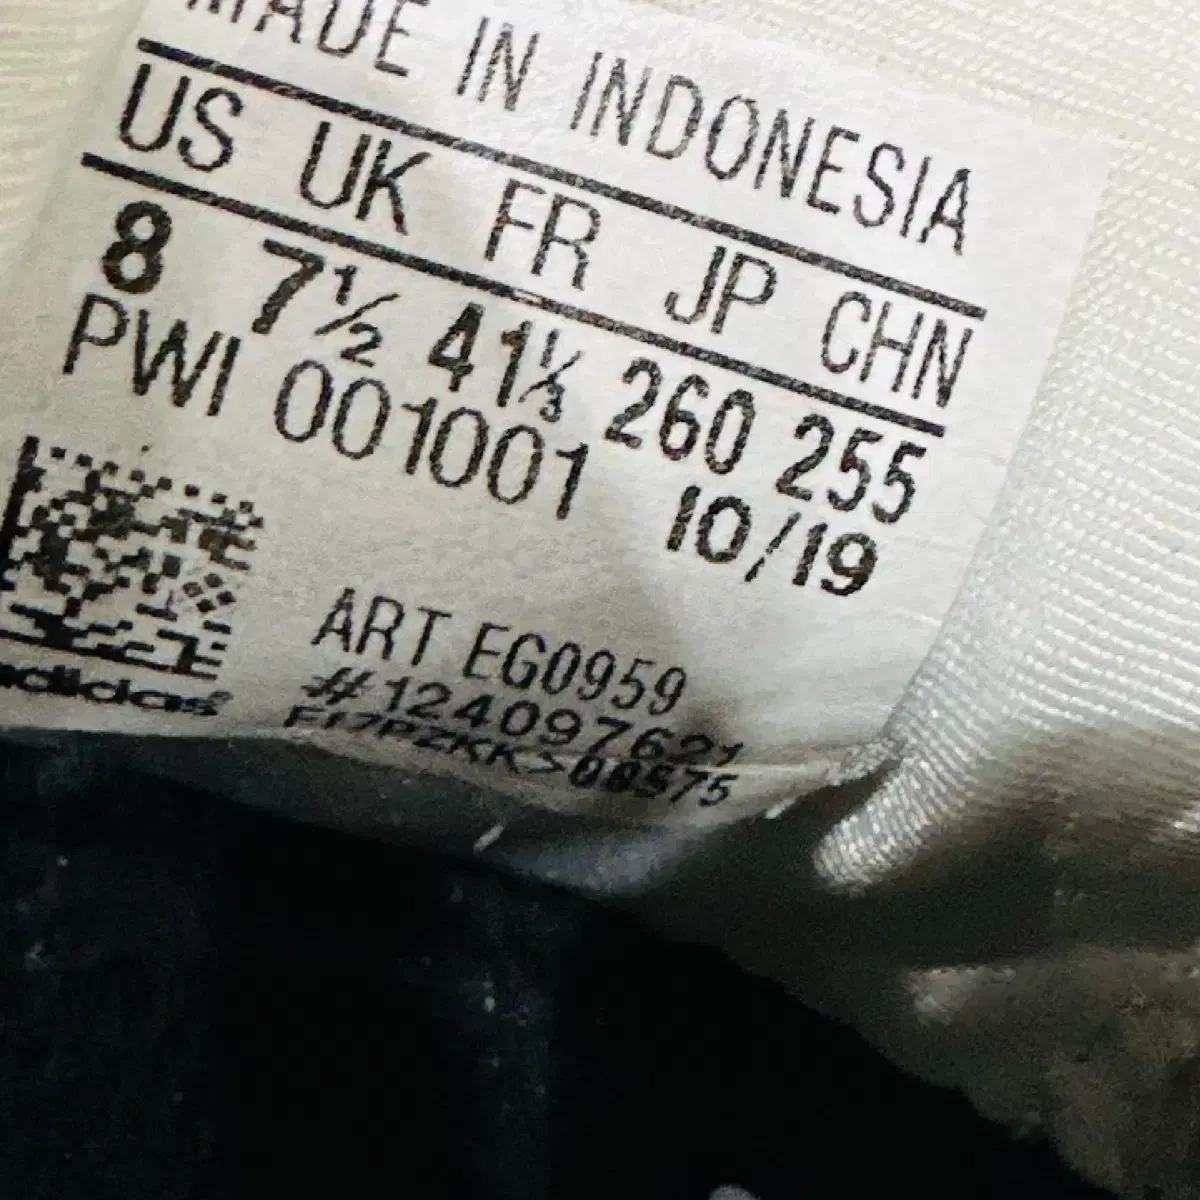 MADE IN INDONESIA
US UK FR JP CHN
8 7½ 41⅓ 260 255
PWI 001001 10/19
ART EG0959
#124097621
adidas